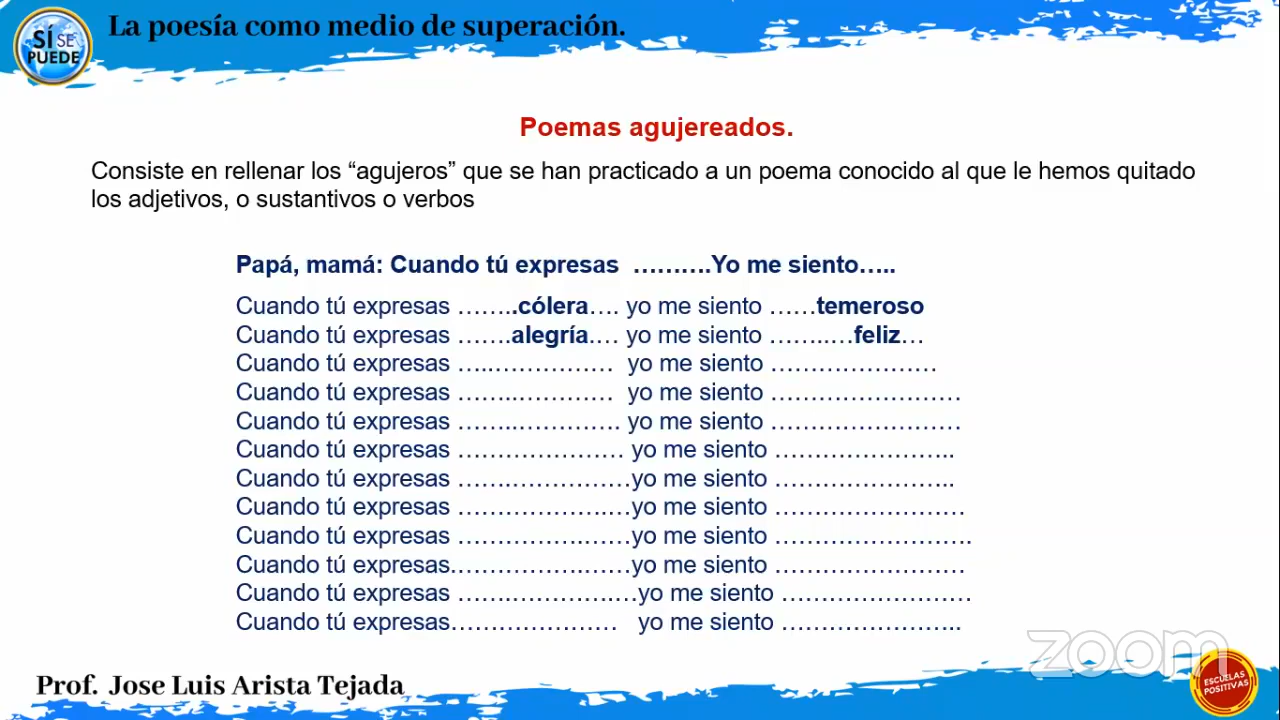 SÍ SE
PUEDE
La poesía como medio de superación.
Poemas agujereados.
Consiste en rellenar los “agujeros” que se han practicado a un poema conocido al que le hemos quitado
los adjetivos, o sustantivos o verbos
Papá, mamá: Cuando tú expresas ……….Yo me siento…..
Cuando tú expresas ……..cólera…. yo me siento ……temeroso
Cuando tú expresas …….alegría.… yo me siento ……..…feliz…
Cuando tú expresas …..…………… yo me siento …………………
Cuando tú expresas ……..………… yo me siento ……………………
Cuando tú expresas ……..…………. yo me siento ……………………
Cuando tú expresas ………………… yo me siento …………………..
Cuando tú expresas …….……………yo me siento …………………..
Cuando tú expresas ……………….…yo me siento ……………………
Cuando tú expresas …………….……yo me siento …………………….
Cuando tú expresas.…………….……yo me siento ……………………
Cuando tú expresas …….………….…yo me siento ……………………
Cuando tú expresas…………………  yo me siento …………………..
zoom
Prof. Jose Luis Arista Tejada
ESCUELAS
POSITIVAS